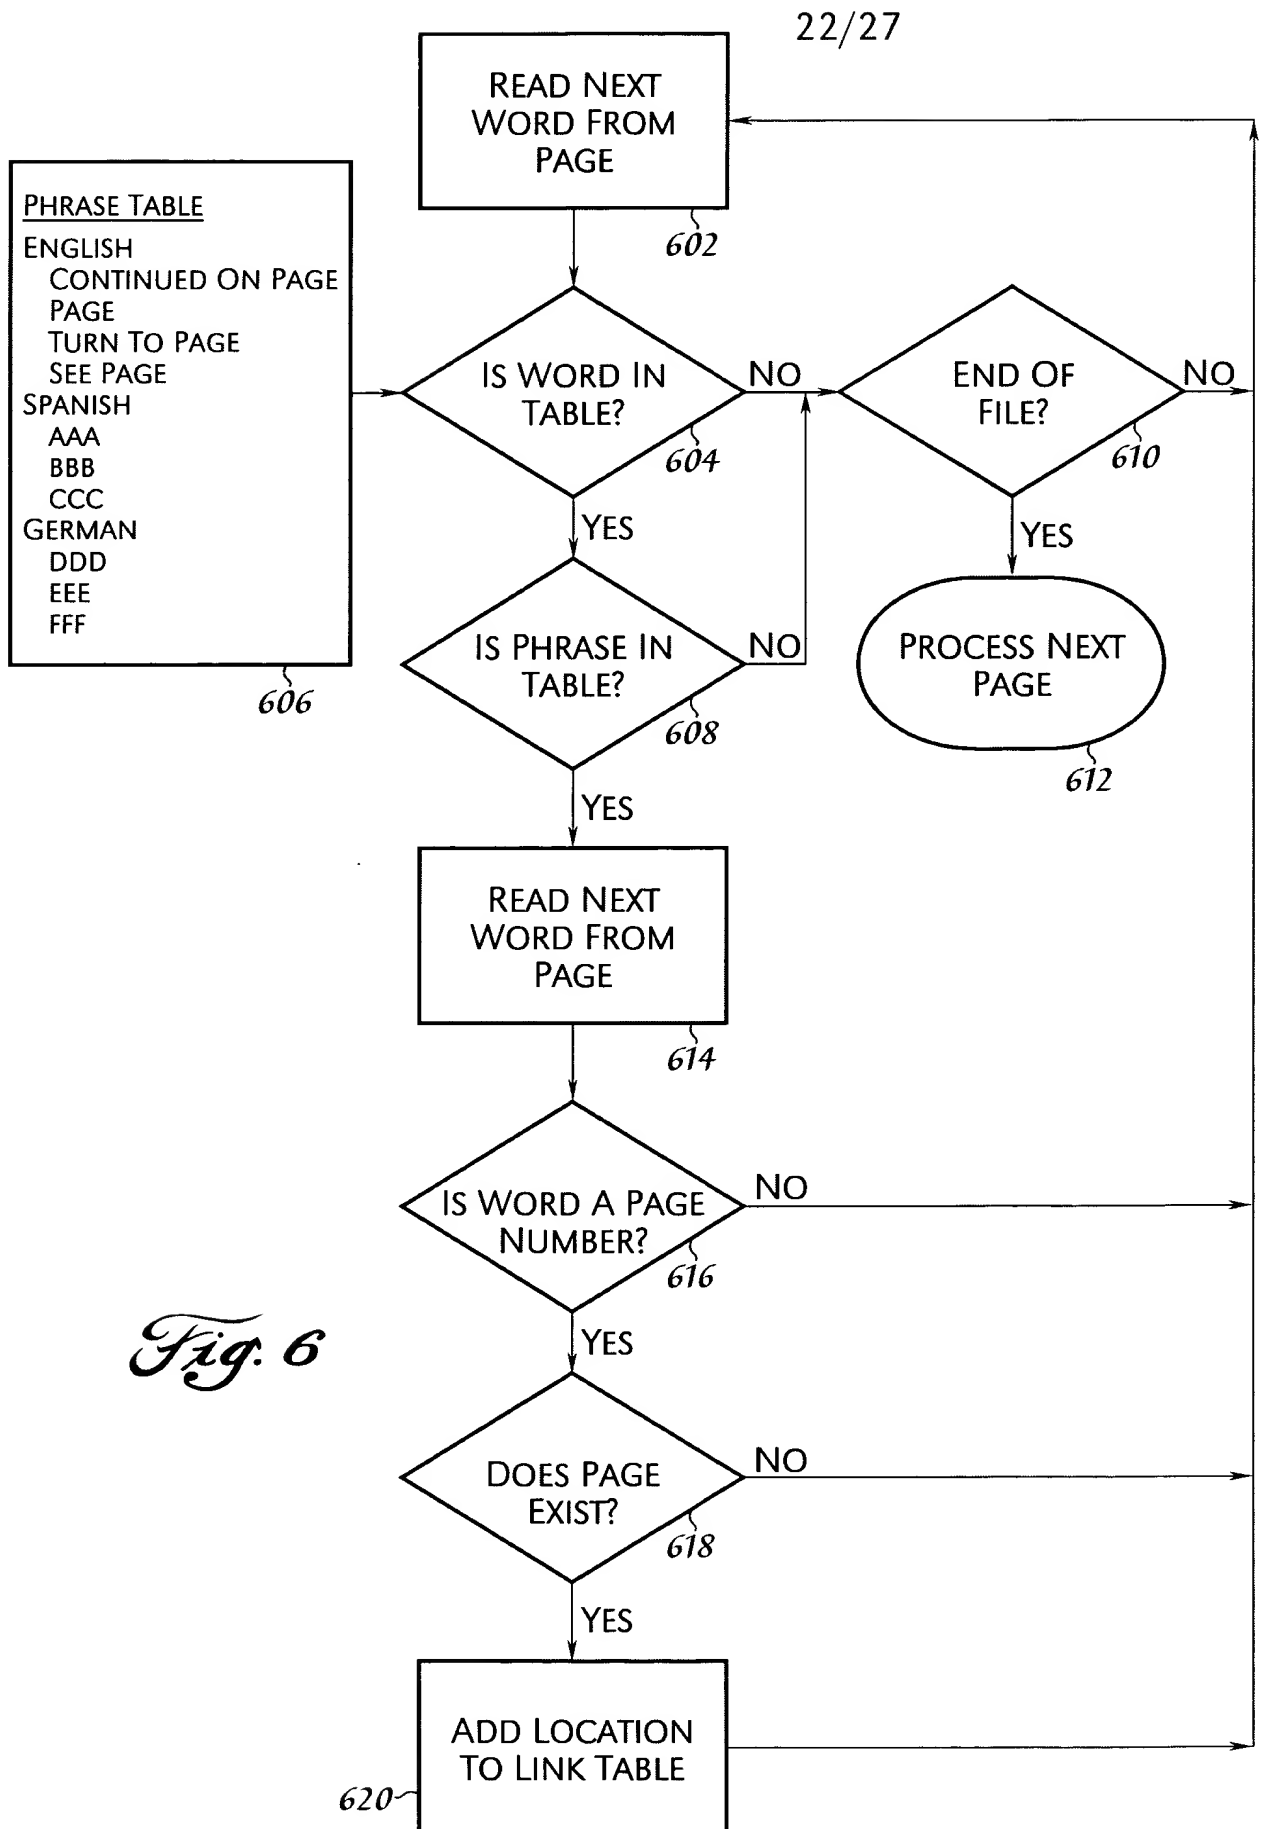 22/27
READ NEXT
WORD FROM
PAGE
602
PHRASE TABLE
ENGLISH
CONTINUED ON PAGE
PAGE
TURN TO PAGE
SEE PAGE
SPANISH
AAA
BBB
CCC
GERMAN
DDD
EEE
FFF
606
IS WORD IN
TABLE?
604
NO
END OF
FILE?
610
NO
YES
YES
IS PHRASE IN
TABLE?
608
NO
PROCESS NEXT
PAGE
612
YES
READ NEXT
WORD FROM
PAGE
614
IS WORD A PAGE
NUMBER?
616
NO
YES
Fig. 6
DOES PAGE
EXIST?
618
NO
YES
ADD LOCATION
TO LINK TABLE
620